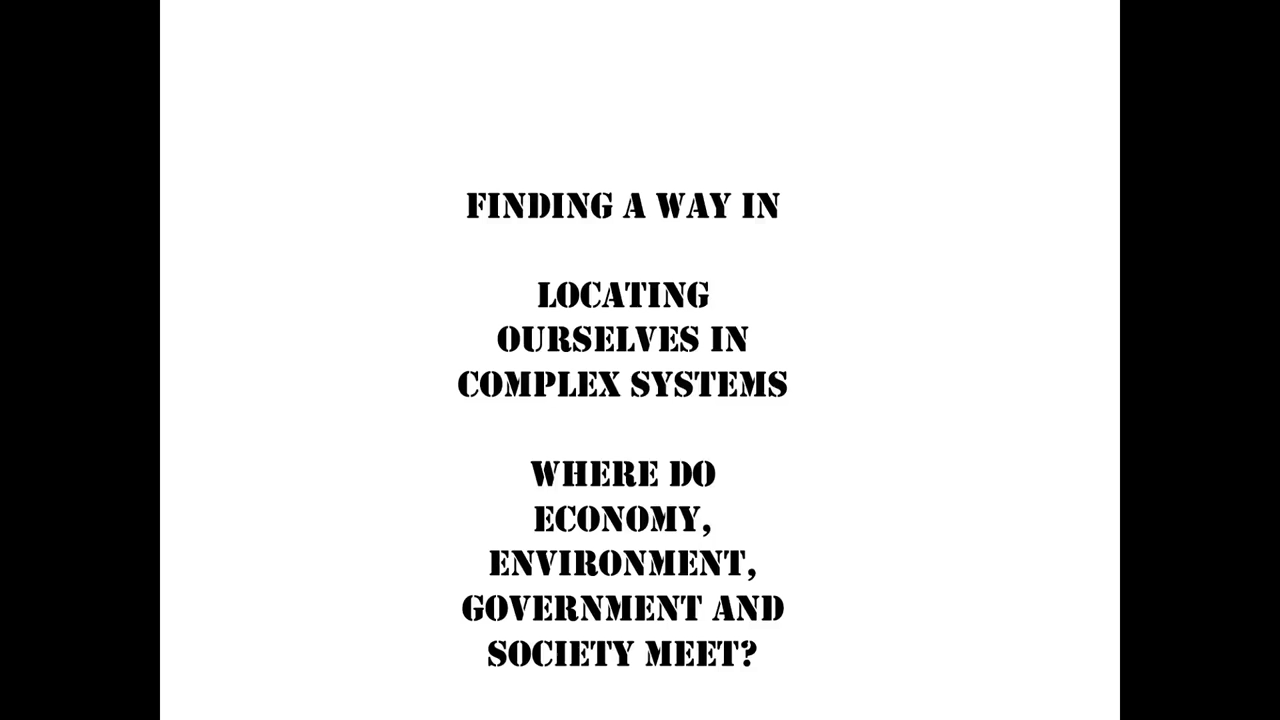 FINDING A WAY IN
LOCATING
OURSELVES IN
COMPLEX SYSTEMS
WHERE DO
ECONOMY,
ENVIRONMENT,
GOVERNMENT AND
SOCIETY MEET?